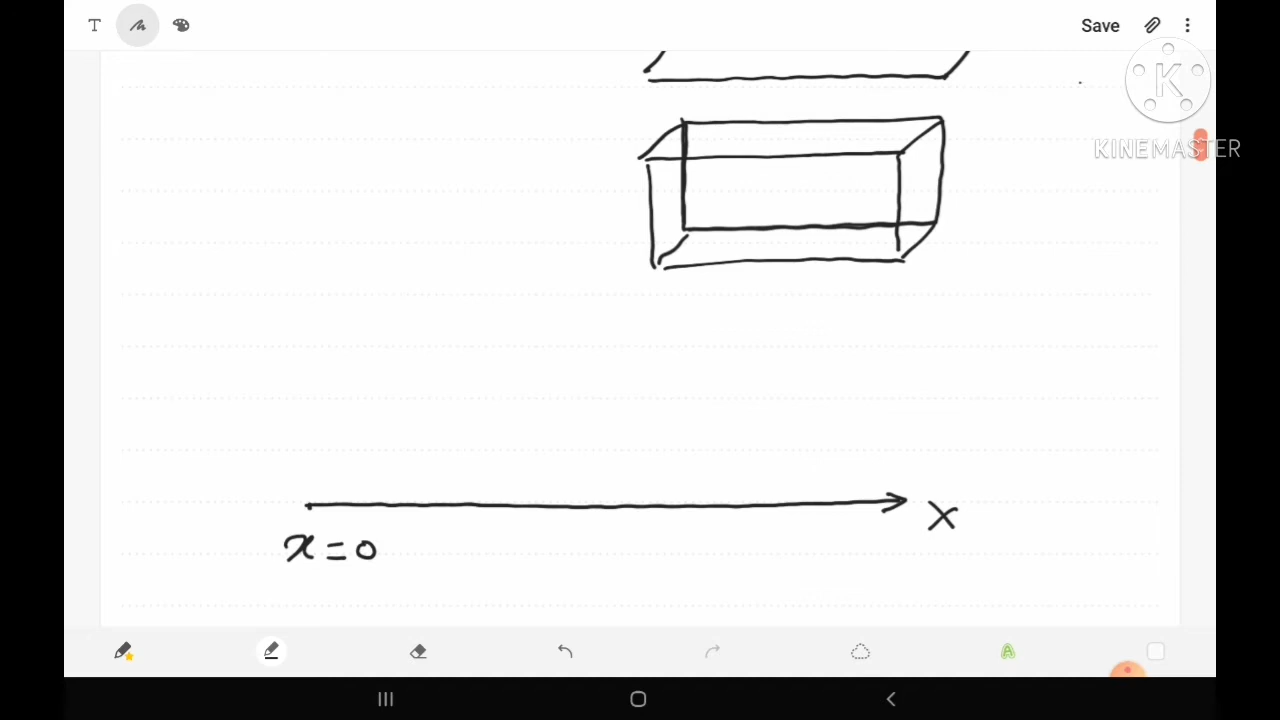 T Save
K
KINEMASTER
X
x = 0
A